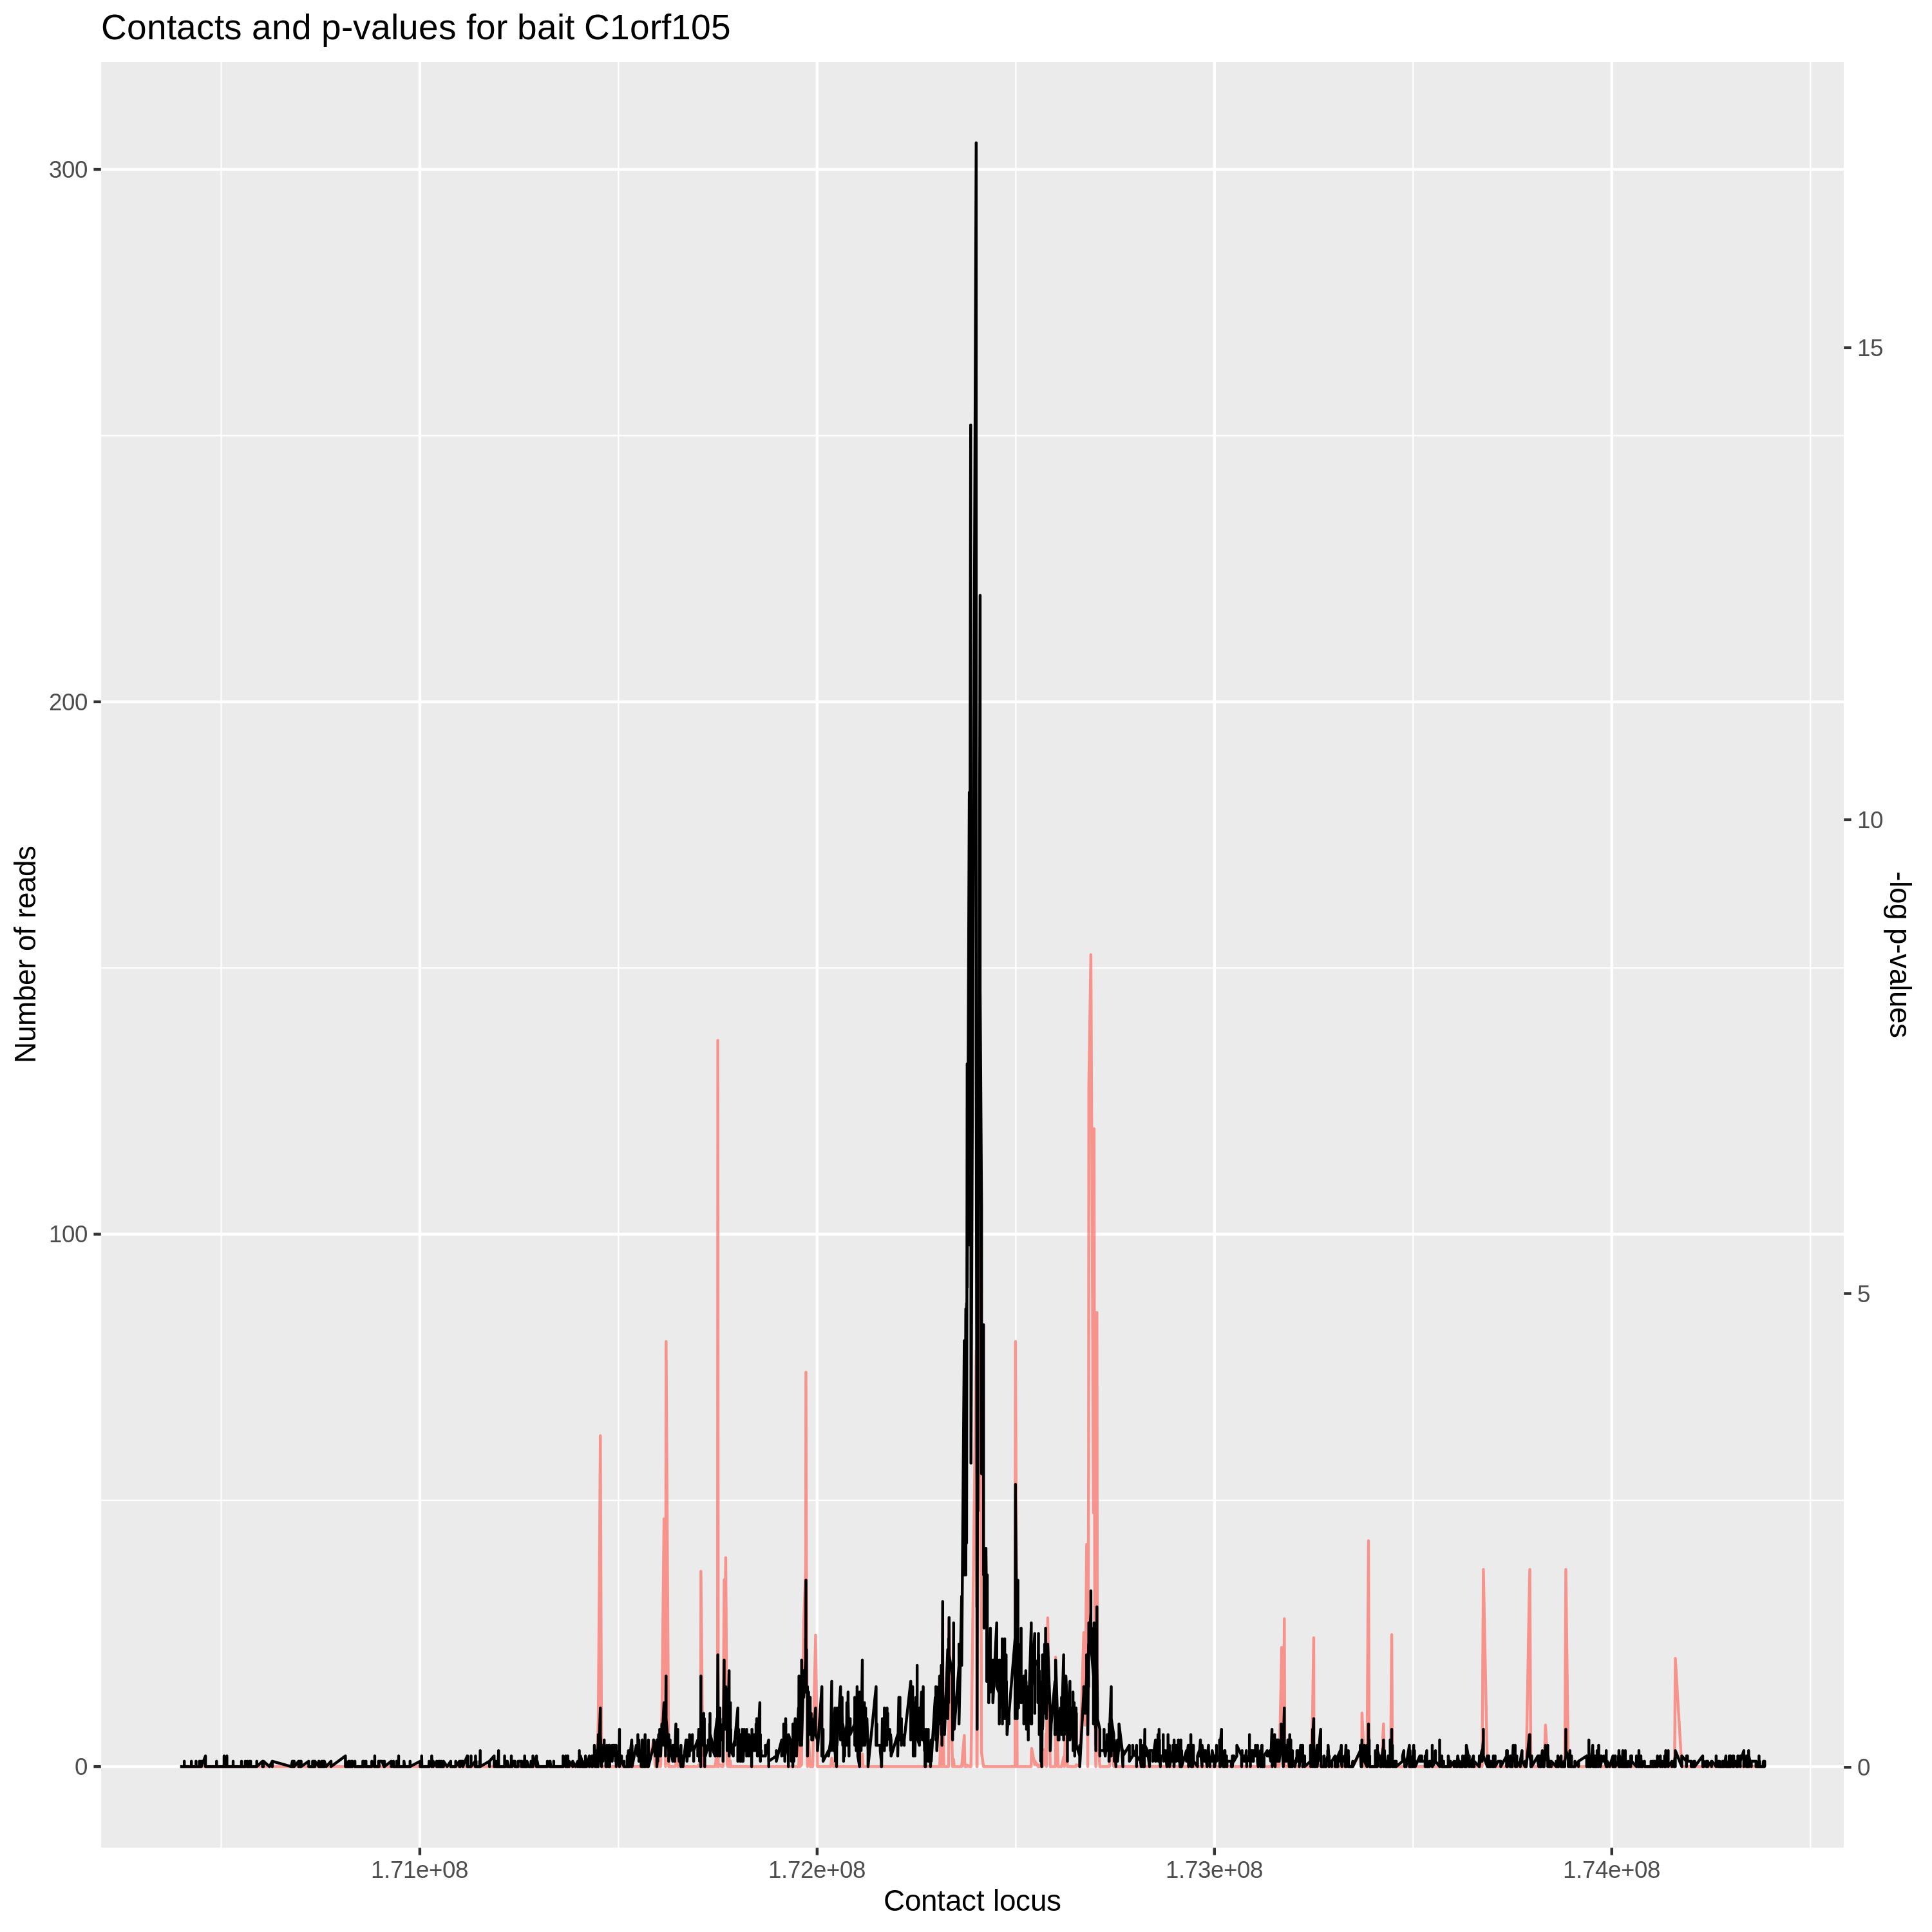 Contacts and p-values for bait C1orf105
300
200
100
0
Number of reads
15
10
5
0
-log p-values
1.71e+08
1.72e+08
1.73e+08
1.74e+08
Contact locus